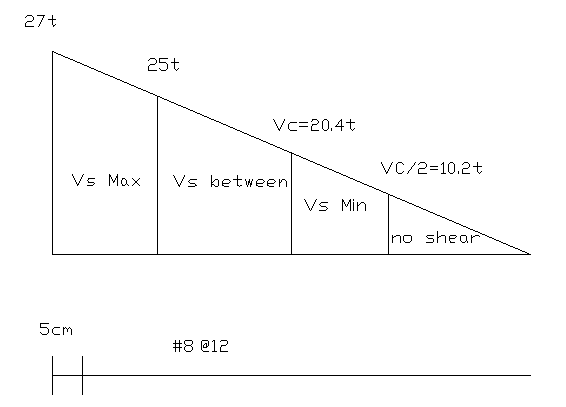 27t
25t
Vc=20.4t
VC/2=10.2t
Vs Max
Vs between
Vs Min
no shear
5cm
#8 @12